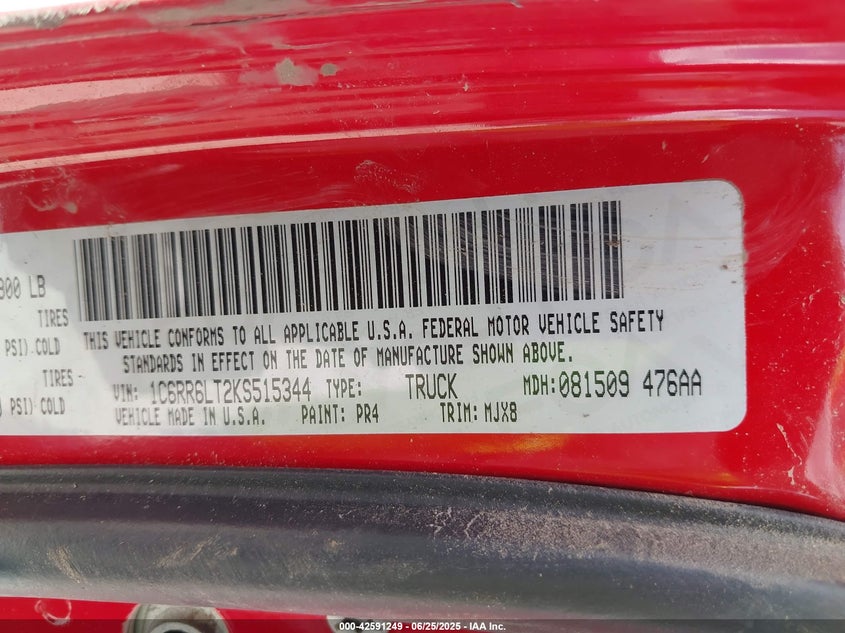 800 LB
TIRES
PSI) COLD
TIRES
PSI) COLD
THIS VEHICLE CONFORMS TO ALL APPLICABLE U.S.A. FEDERAL MOTOR VEHICLE SAFETY
STANDARDS IN EFFECT ON THE DATE OF MANUFACTURE SHOWN ABOVE.
VIN: 1C6RR6LT2KS515344 TYPE: TRUCK MDH: 081509 476AA
VEHICLE MADE IN U.S.A. PAINT: PR4 TRIM: MJX8
000-42591249 - 06/25/2025 - IAA Inc.